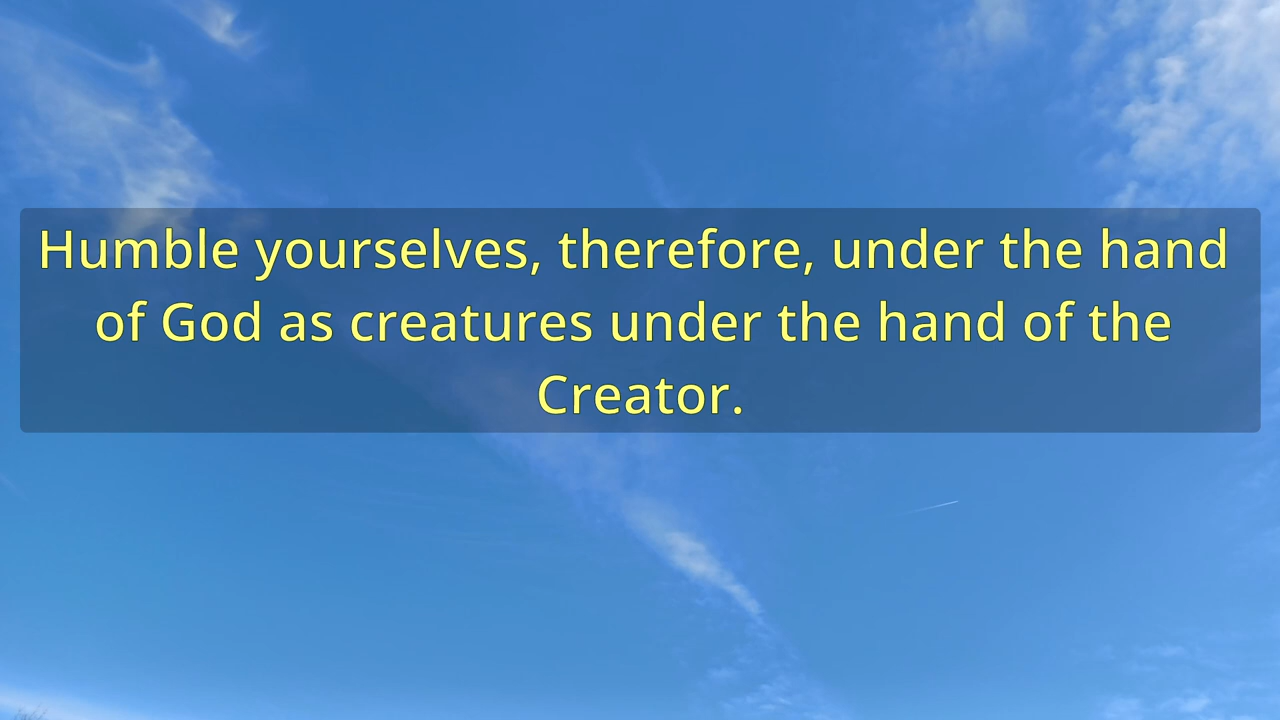 Humble yourselves, therefore, under the hand
of God as creatures under the hand of the
Creator.